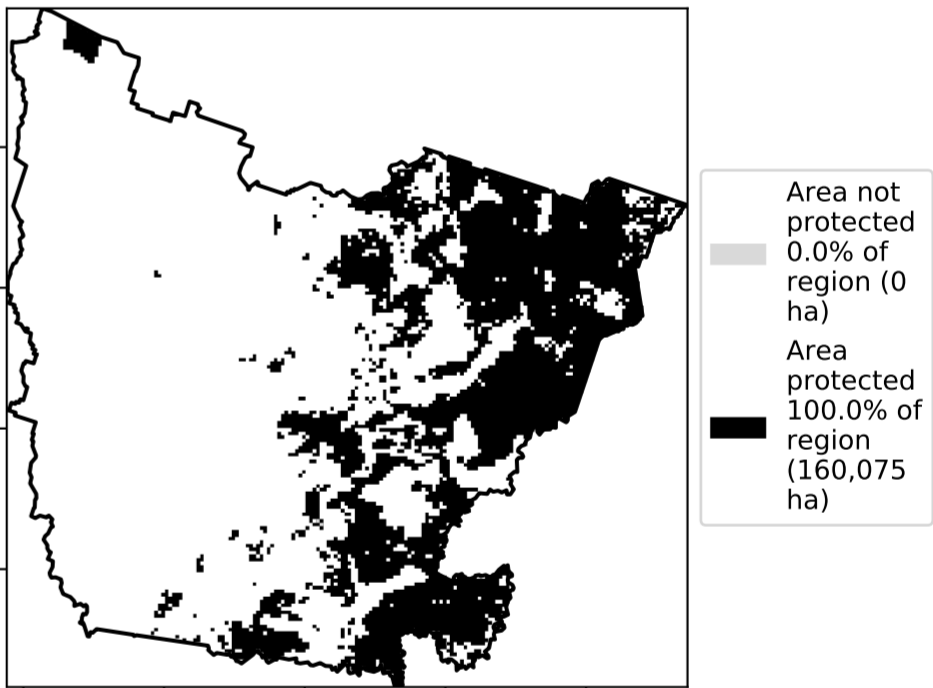 Area not
protected
0.0% of
region (0
ha)
Area
protected
100.0% of
region
(160,075
ha)